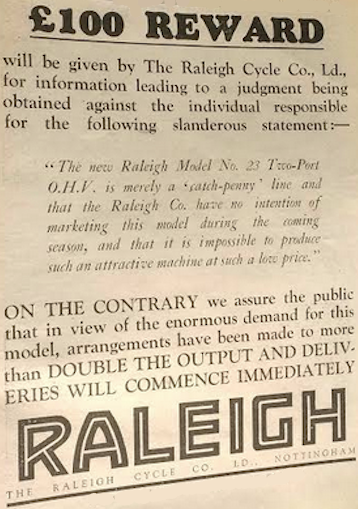 £100 REWARD
will be given by The Raleigh Cycle Co., Ld.,
for information leading to a judgment being
obtained against the individual responsible
for the following slanderous statement:—
“The new Raleigh Model No. 23 Two-Port
O.H.V. is merely a ‘catch-penny’ line and
that the Raleigh Co. have no intention of
marketing this model during the coming
season, and that it is impossible to produce
such an attractive machine at such a low price.”
ON THE CONTRARY we assure the public
that in view of the enormous demand for this
model, arrangements have been made to more
than DOUBLE THE OUTPUT AND DELIV-
ERIES WILL COMMENCE IMMEDIATELY
RALEIGH
THE RALEIGH CYCLE CO. LD., NOTTINGHAM